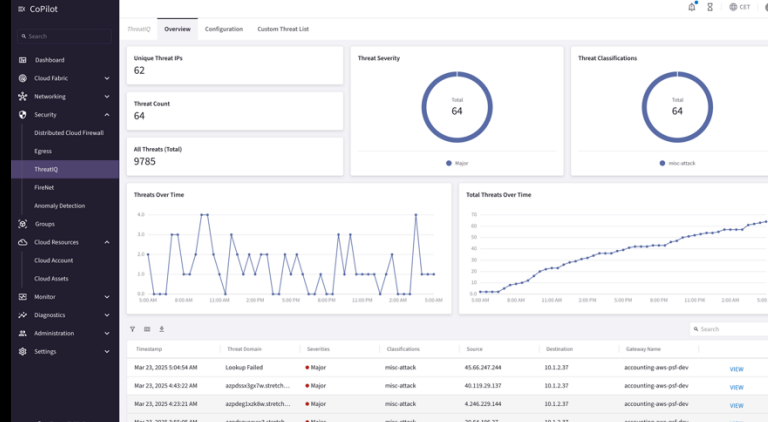 CoPilot
CET
ThreatIQ Overview Configuration Custom Threat List
Search
Dashboard
Cloud Fabric
Networking
Security
Distributed Cloud Firewall
Egress
ThreatIQ
FireNet
Anomaly Detection
Groups
Cloud Resources
Cloud Account
Cloud Assets
Monitor
Diagnostics
Administration
Settings
Unique Threat IPs
62
Threat Count
64
All Threats (Total)
9785
Threat Severity
Total
64
Major
Threat Classifications
Total
64
misc-attack
Threats Over Time
4.0
3.0
2.0
1.0
0.0
5:00 AM 8:00 AM 11:00 AM 2:00 PM 5:00 PM 8:00 PM 11:00 PM 2:00 AM 5:00 AM
Total Threats Over Time
70
60
50
40
30
20
10
0.0
5:00 AM 8:00 AM 11:00 AM 2:00 PM 5:00 PM 8:00 PM 11:00 PM 2:00 AM 5:00
Search
Timestamp Threat Domain Severities Classifications Source Destination Gateway Name
Mar 23, 2025 5:04:54 AM Lookup Failed Major misc-attack 45.66.247.244 10.1.2.37 accounting-aws-psf-dev VIEW
Mar 23, 2025 4:43:22 AM azpdssx3gx7w.stretch... Major misc-attack 40.119.29.137 10.1.2.37 accounting-aws-psf-dev VIEW
Mar 23, 2025 4:23:21 AM azpdeg1xzk8w.stretch... Major misc-attack 4.246.229.144 10.1.2.37 accounting-aws-psf-dev VIEW